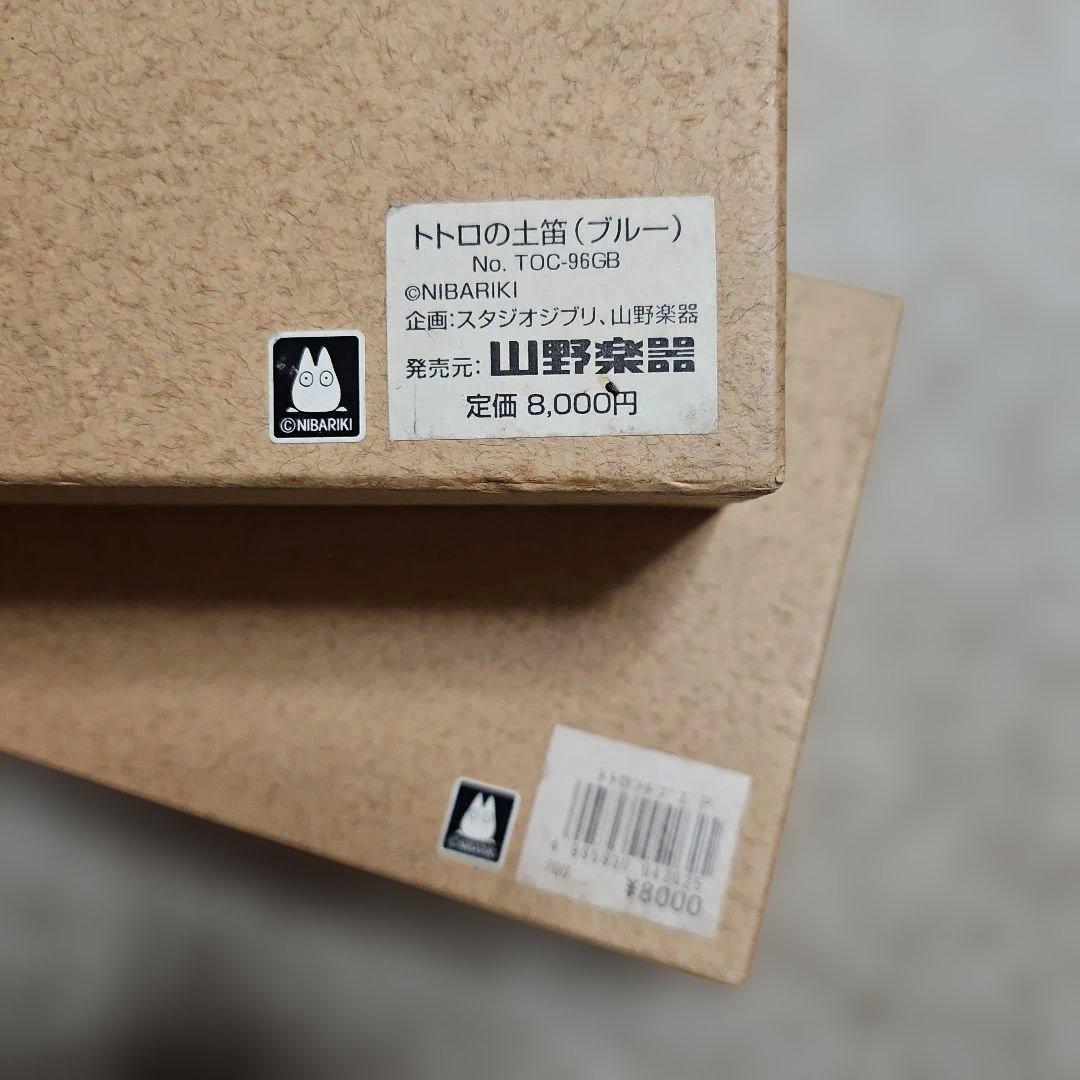 トトロの土笛(ブルー)
No. TOC-96GB
©NIBARIKI
企画:スタジオジブリ、山野楽器
発売元: 山野楽器
定価 8,000円
©NIBARIKI
©NIBARIKI
¥8000